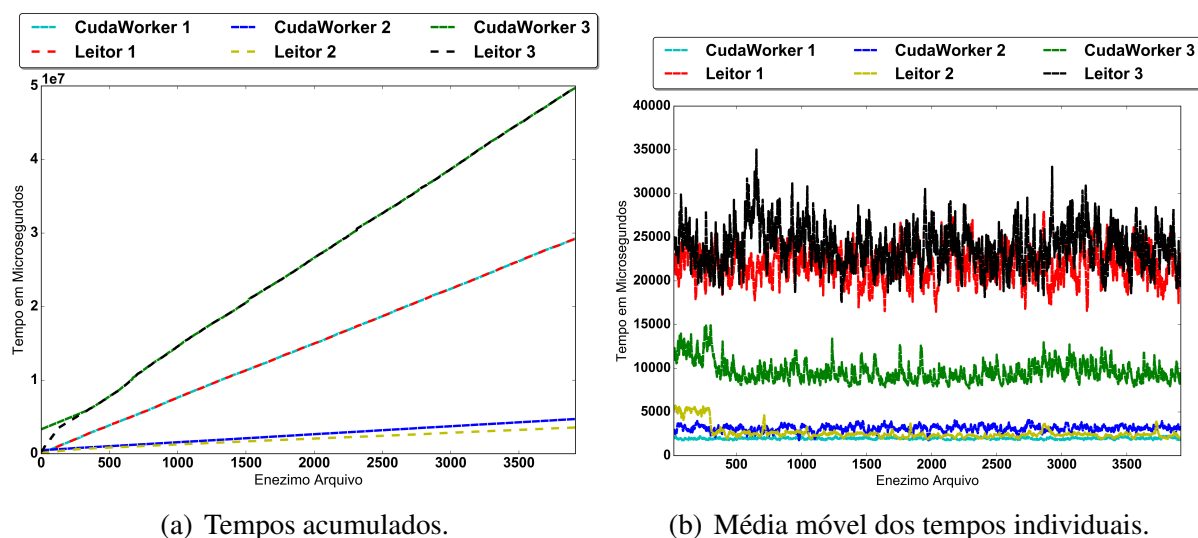 CudaWorker 1 CudaWorker 2 CudaWorker 3
Leitor 1 Leitor 2 Leitor 3
1e7
5
4
3
2
1
0
Tempo em Microsegundos
0 500 1000 1500 2000 2500 3000 3500
Enezimo Arquivo
(a) Tempos acumulados.
CudaWorker 1 CudaWorker 2 CudaWorker 3
Leitor 1 Leitor 2 Leitor 3
40000
35000
30000
25000
20000
15000
10000
5000
0
Tempo em Microsegundos
500 1000 1500 2000 2500 3000 3500
Enezimo Arquivo
(b) Média móvel dos tempos individuais.